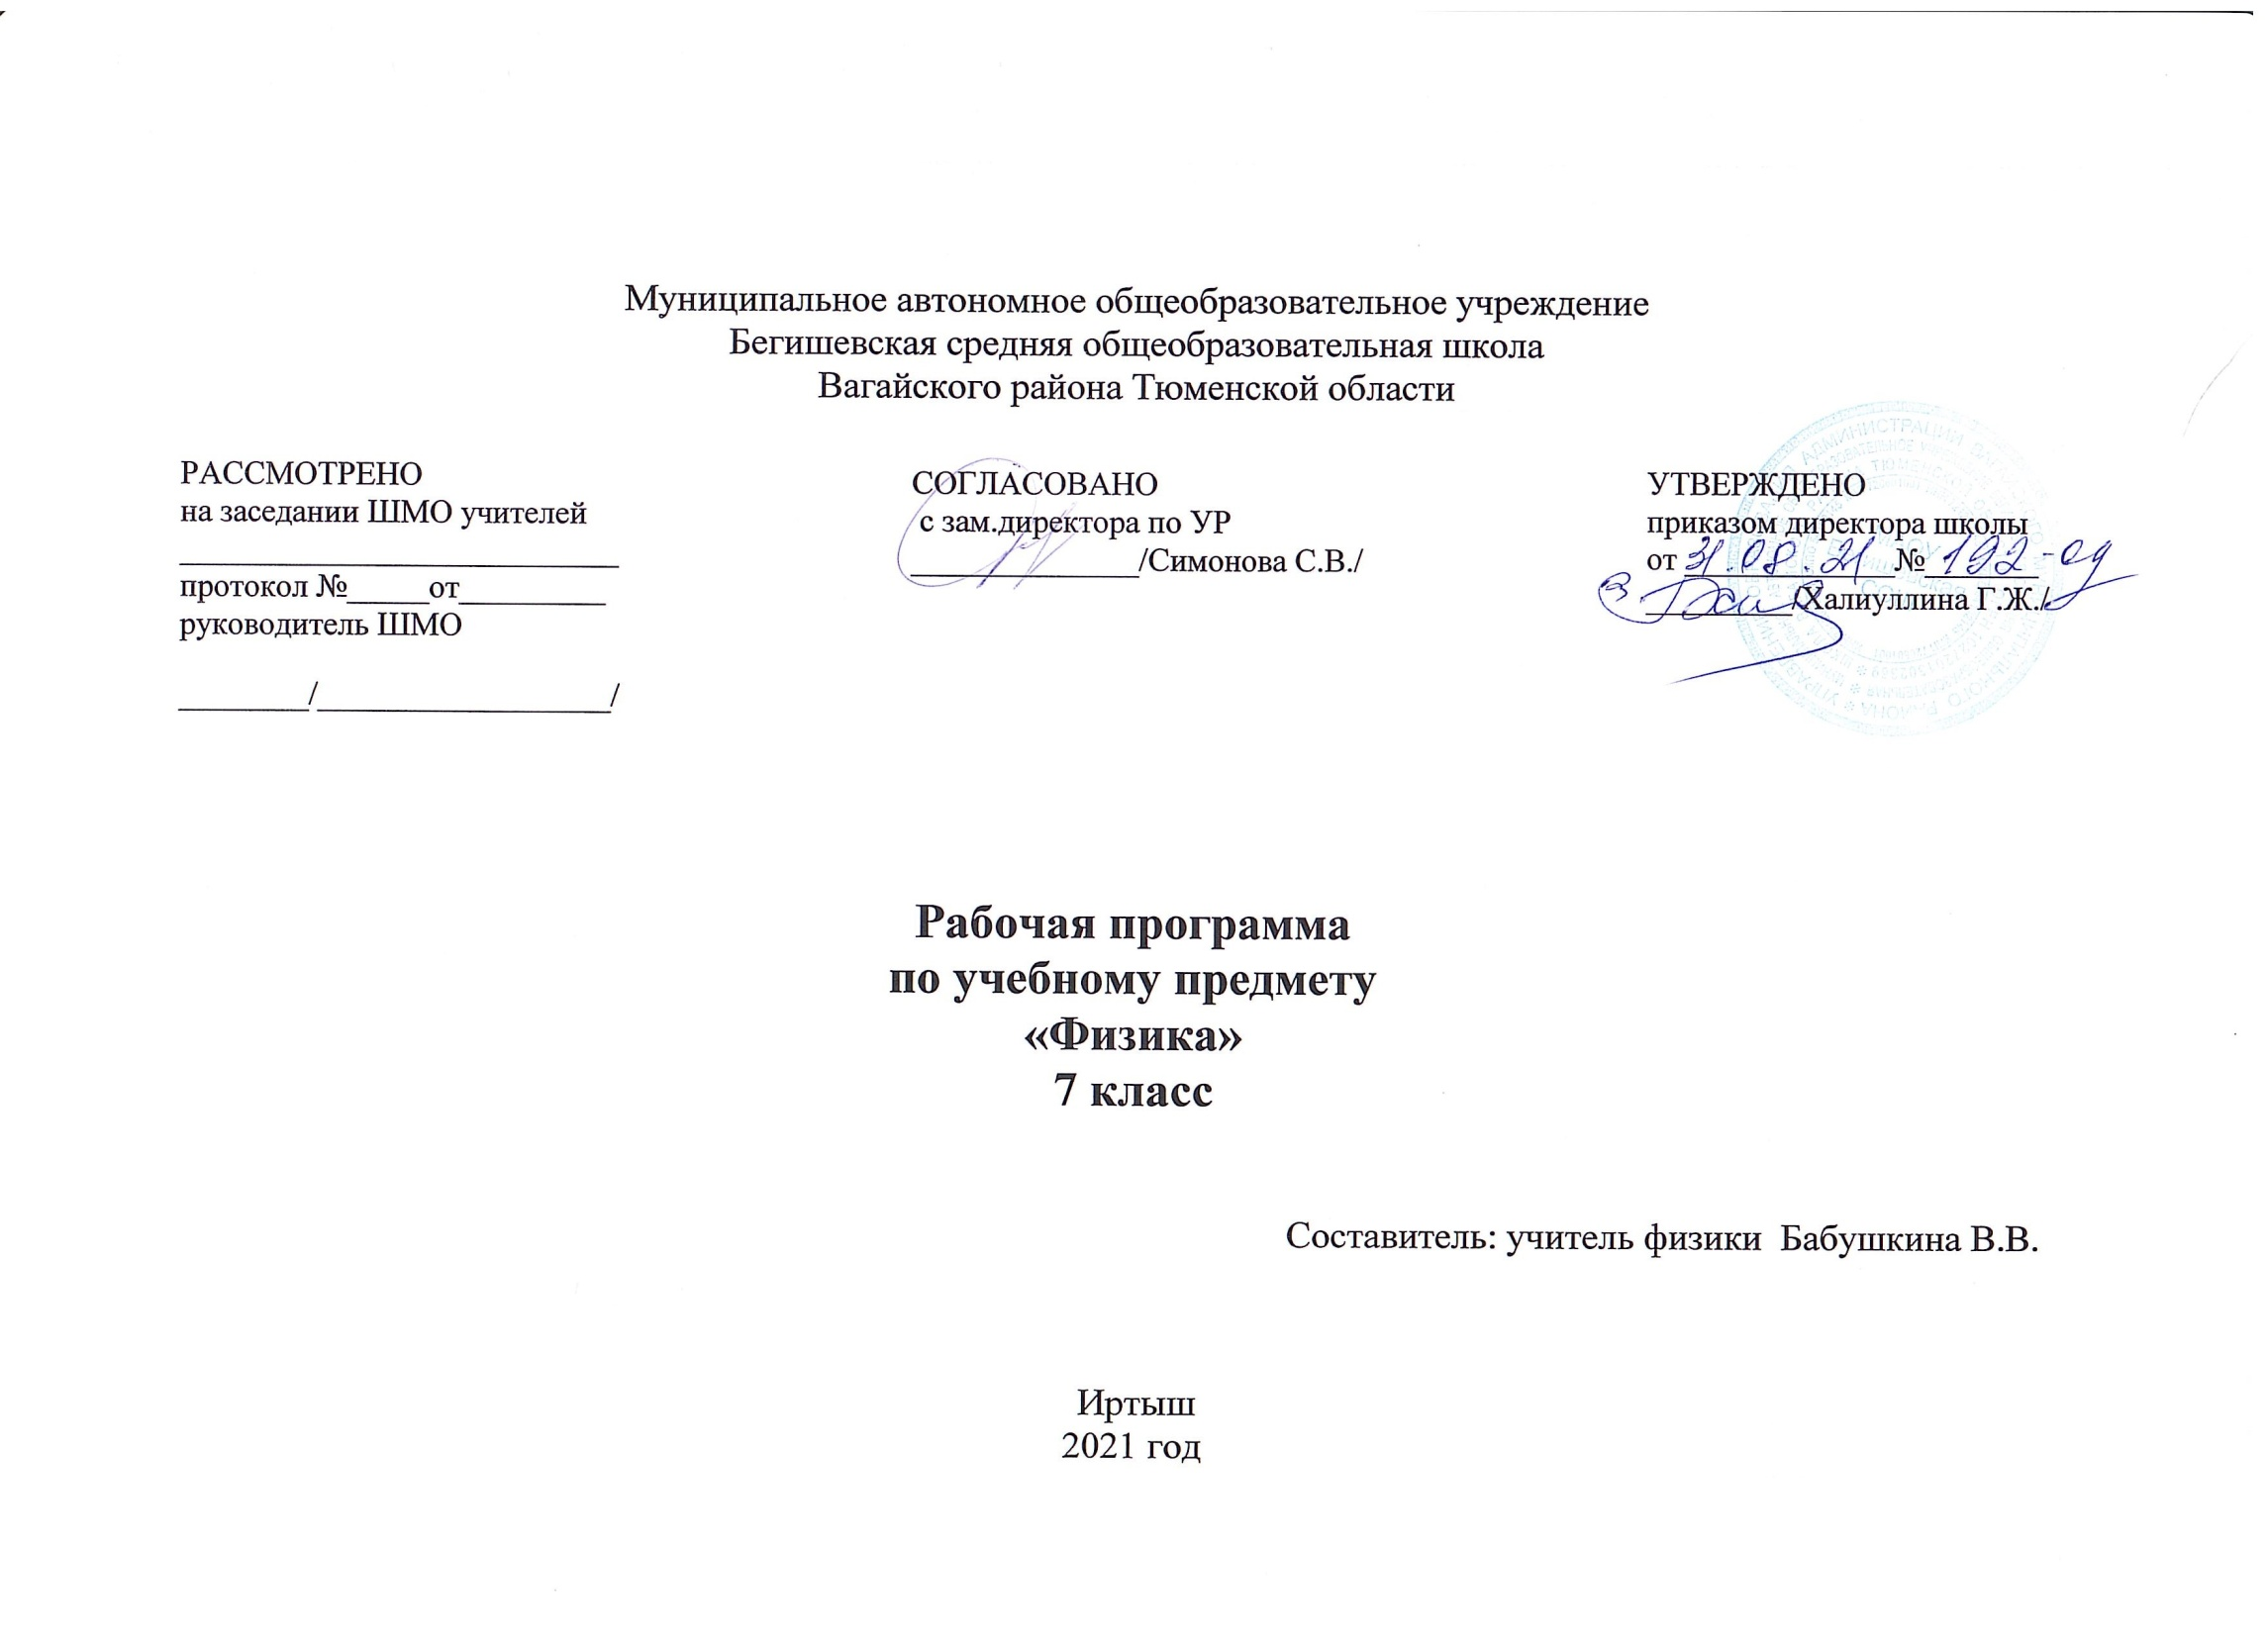 Муниципальное автономное общеобразовательное учреждение
Бегишевская средняя общеобразовательная школа
Вагайского района Тюменской области
РАССМОТРЕНО
на заседании ШМО учителей
___________________________
протокол №_____от_________
руководитель ШМО
________/__________________/
СОГЛАСОВАНО
с зам.директора по УР
______________/Симонова С.В./
УТВЕРЖДЕНО
приказом директора школы
от 31.08.21 № 192-од
_________/Халиуллина Г.Ж./
Рабочая программа
по учебному предмету
«Физика»
7 класс
Составитель: учитель физики Бабушкина В.В.
Иртыш
2021 год